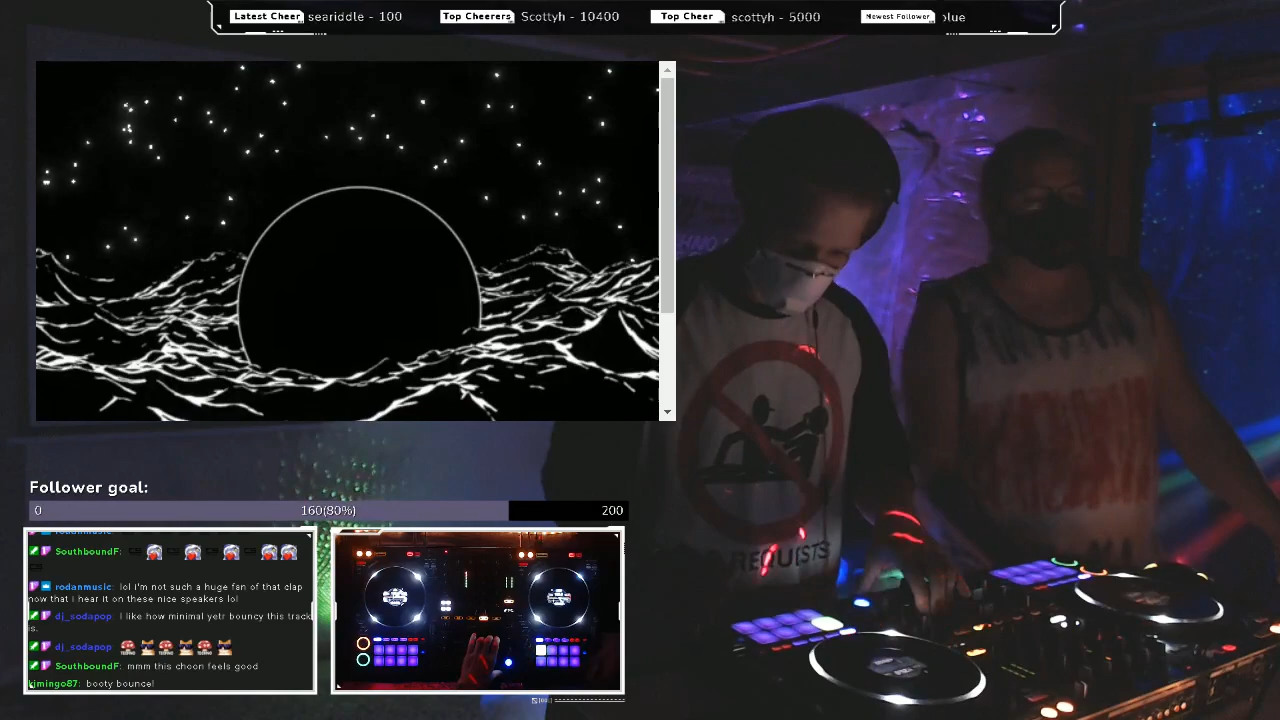 Latest Cheer seariddle - 100 Top Cheerers Scottyh - 10400 Top Cheer scottyh - 5000 Newest Follower blue
Follower goal:
0 160(80%) 200
rodanmusic:
SouthboundF:
rodanmusic: lol i'm not such a huge fan of that clap
now that i hear it on these nice speakers lol
dj_sodapop I like how minimal yetr bouncy this track
is.
dj_sodapop
SouthboundF: mmm this choon feels good
kimingo87: booty bounce!
REQUESTS